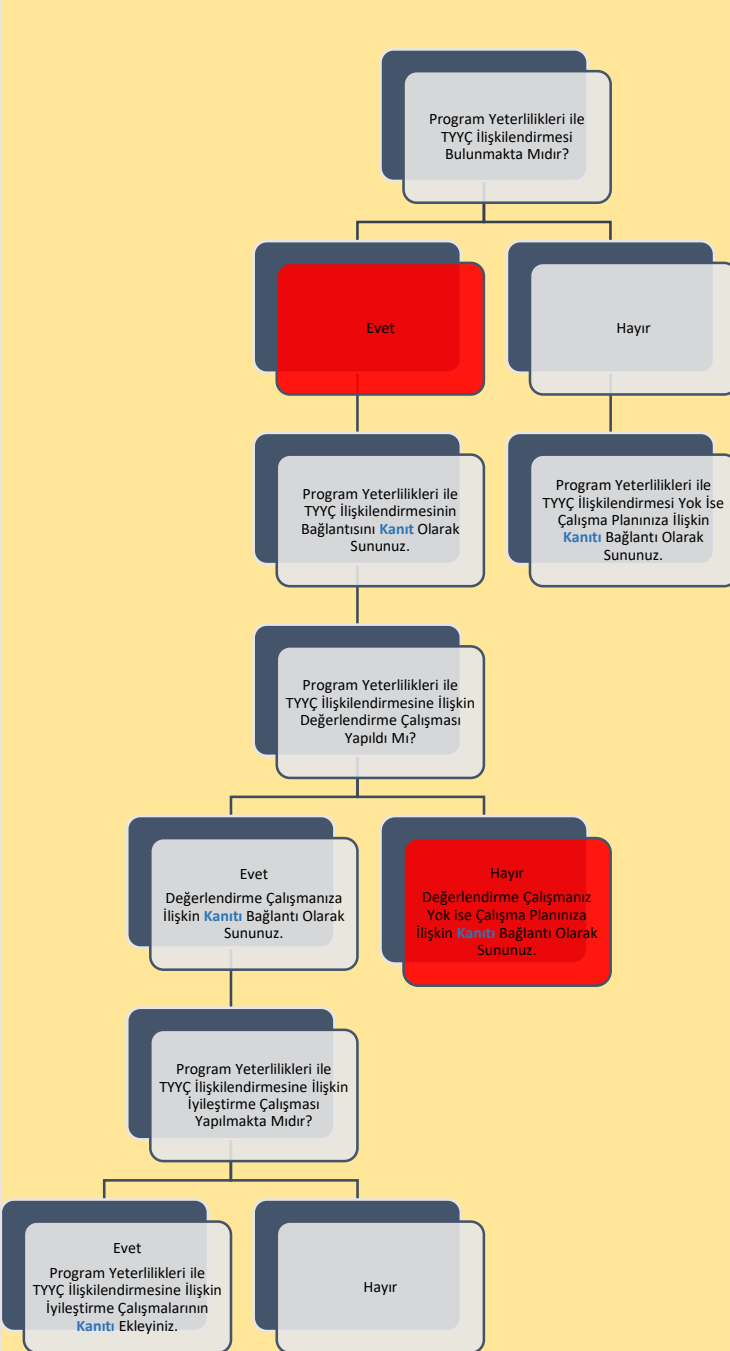 Program Yeterlilikleri ile
TYYÇ İlişkilendirmesi
Bulunmakta Mıdır?
Evet
Hayır
Program Yeterlilikleri ile
TYYÇ İlişkilendirmesinin
Bağlantısını Kanıt Olarak
Sununuz.
Program Yeterlilikleri ile
TYYÇ İlişkilendirmesi Yok İse
Çalışma Planınıza İlişkin
Kanıtı Bağlantı Olarak
Sununuz.
Program Yeterlilikleri ile
TYYÇ İlişkilendirmesine İlişkin
Değerlendirme Çalışması
Yapıldı Mı?
Evet
Değerlendirme Çalışmanıza
İlişkin Kanıtı Bağlantı Olarak
Sununuz.
Hayır
Değerlendirme Çalışmanız
Yok ise Çalışma Planınıza
İlişkin Kanıtı Bağlantı Olarak
Sununuz.
Program Yeterlilikleri ile
TYYÇ İlişkilendirmesine İlişkin
İyileştirme Çalışması
Yapılmakta Mıdır?
Evet
Program Yeterlilikleri ile
TYYÇ İlişkilendirmesine İlişkin
İyileştirme Çalışmalarının
Kanıtı Ekleyiniz.
Hayır